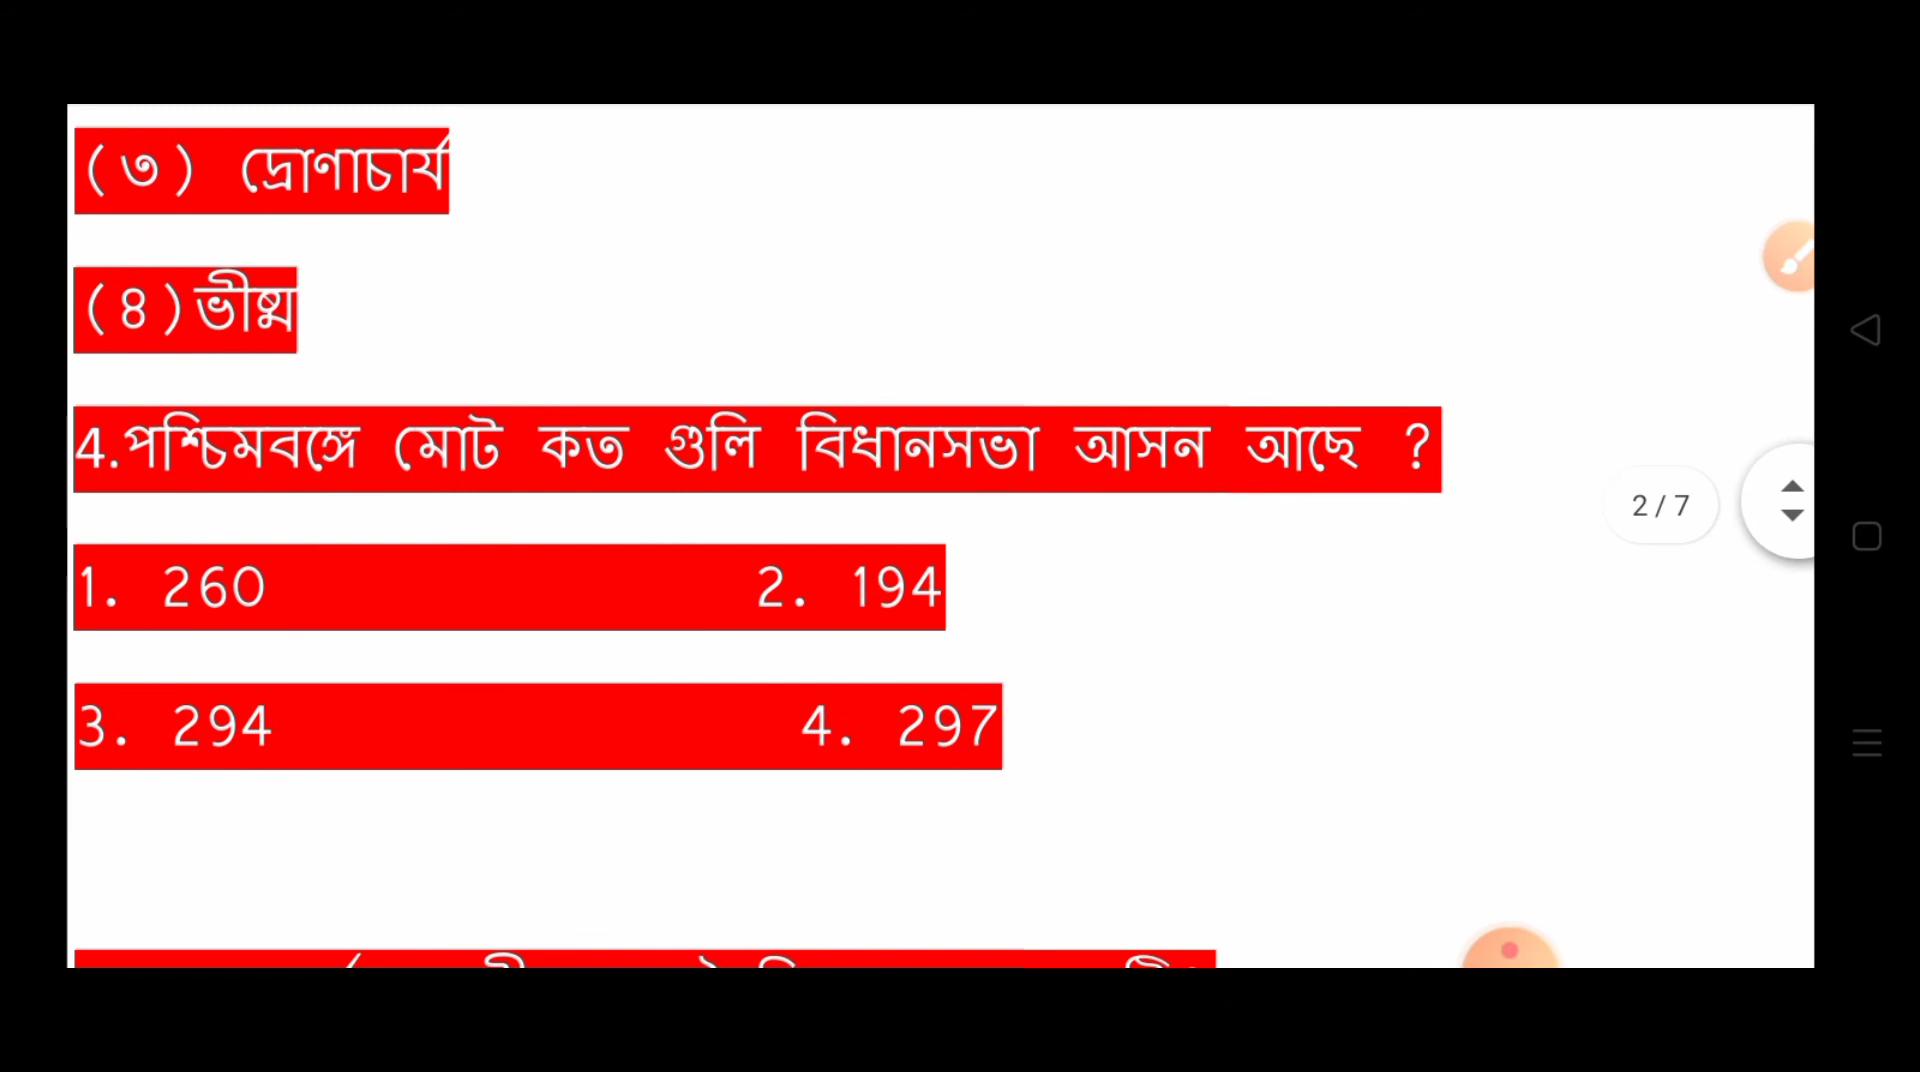 (৩) দ্রোণাচার্য
(৪)ভীষ্ম
4.পশ্চিমবঙ্গে মোট কত গুলি বিধানসভা আসন আছে ?
2/7
1. 260 2. 194
3. 294 4. 297